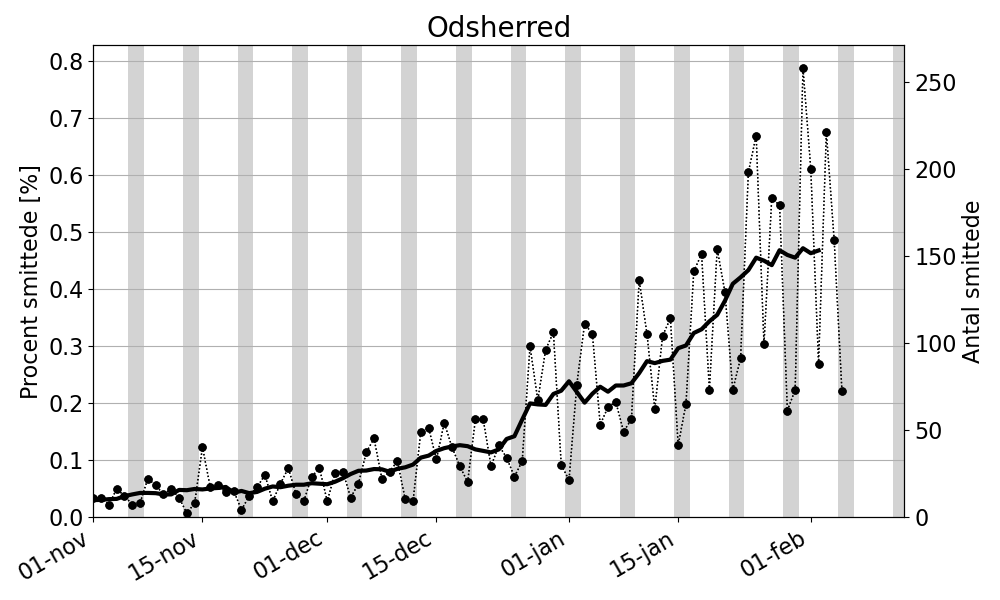 Odsherred
Procent smittede [%]
0.8
0.7
0.6
0.5
0.4
0.3
0.2
0.1
0.0
250
200
150
100
50
0
Antal smittede
01-nov
15-nov
01-dec
15-dec
01-jan
15-jan
01-feb